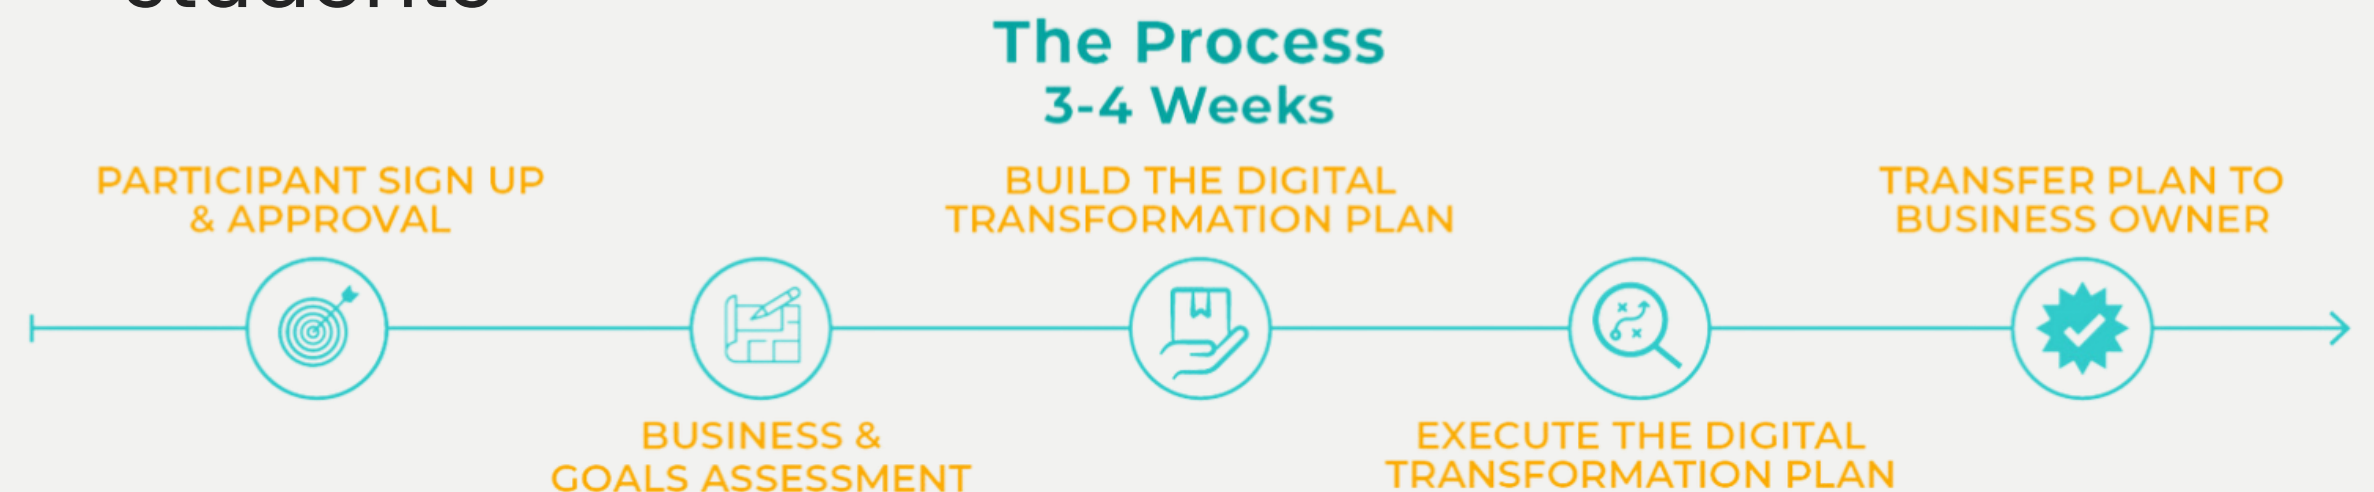 The Process
3-4 Weeks
PARTICIPANT SIGN UP
& APPROVAL
BUSINESS &
GOALS ASSESSMENT
BUILD THE DIGITAL
TRANSFORMATION PLAN
EXECUTE THE DIGITAL
TRANSFORMATION PLAN
TRANSFER PLAN TO
BUSINESS OWNER